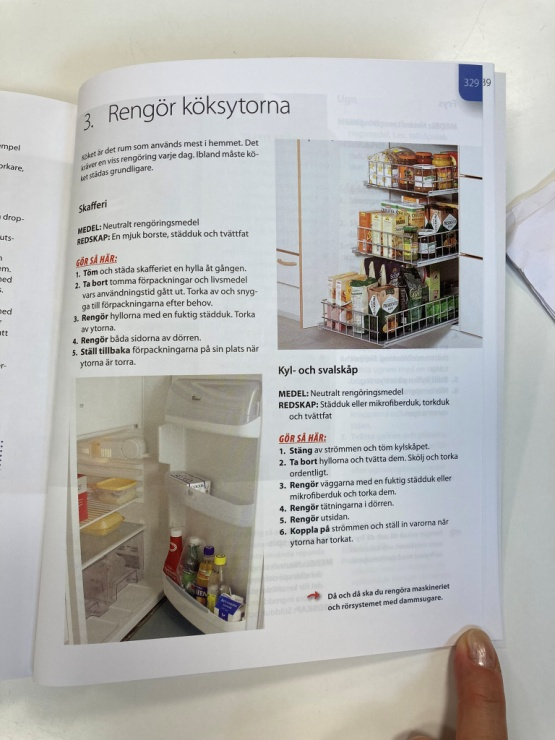 mpel
orkare,
drop-
uts-
329
39
3. Rengör köksytorna
Köket är det rum som används mest i hemmet. Det
kräver en viss rengöring varje dag. Ibland måste kö-
ket städas grundligare.
Skafferi
MEDEL: Neutralt rengöringsmedel
REDSKAP: En mjuk borste, städduk och tvättfat
GÖR SÅ HÄR:
1. Töm och städa skafferiet en hylla åt gången.
2. Ta bort tomma förpackningar och livsmedel
vars användningstid gått ut. Torka av och snyg-
ga till förpackningarna efter behov.
3. Rengör hyllorna med en fuktig städduk. Torka
av ytorna.
4. Rengör båda sidorna av dörren.
5. Ställ tillbaka förpackningarna på sin plats när
ytorna är torra.
Kyl- och svalskåp
MEDEL: Neutralt rengöringsmedel
REDSKAP: Städduk eller mikrofiberduk, torkduk
och tvättfat
GÖR SÅ HÄR:
1. Stäng av strömmen och töm kylskåpet.
2. Ta bort hyllorna och tvätta dem. Skölj och torka
ordentligt.
3. Rengör väggarna med en fuktig städduk eller
mikrofiberduk och torka dem.
4. Rengör tätningarna i dörren.
5. Rengör utsidan.
6. Koppla på strömmen och ställ in varorna när
ytorna har torkat.
Då och då ska du rengöra maskineriet
och rörsystemet med dammsugare.